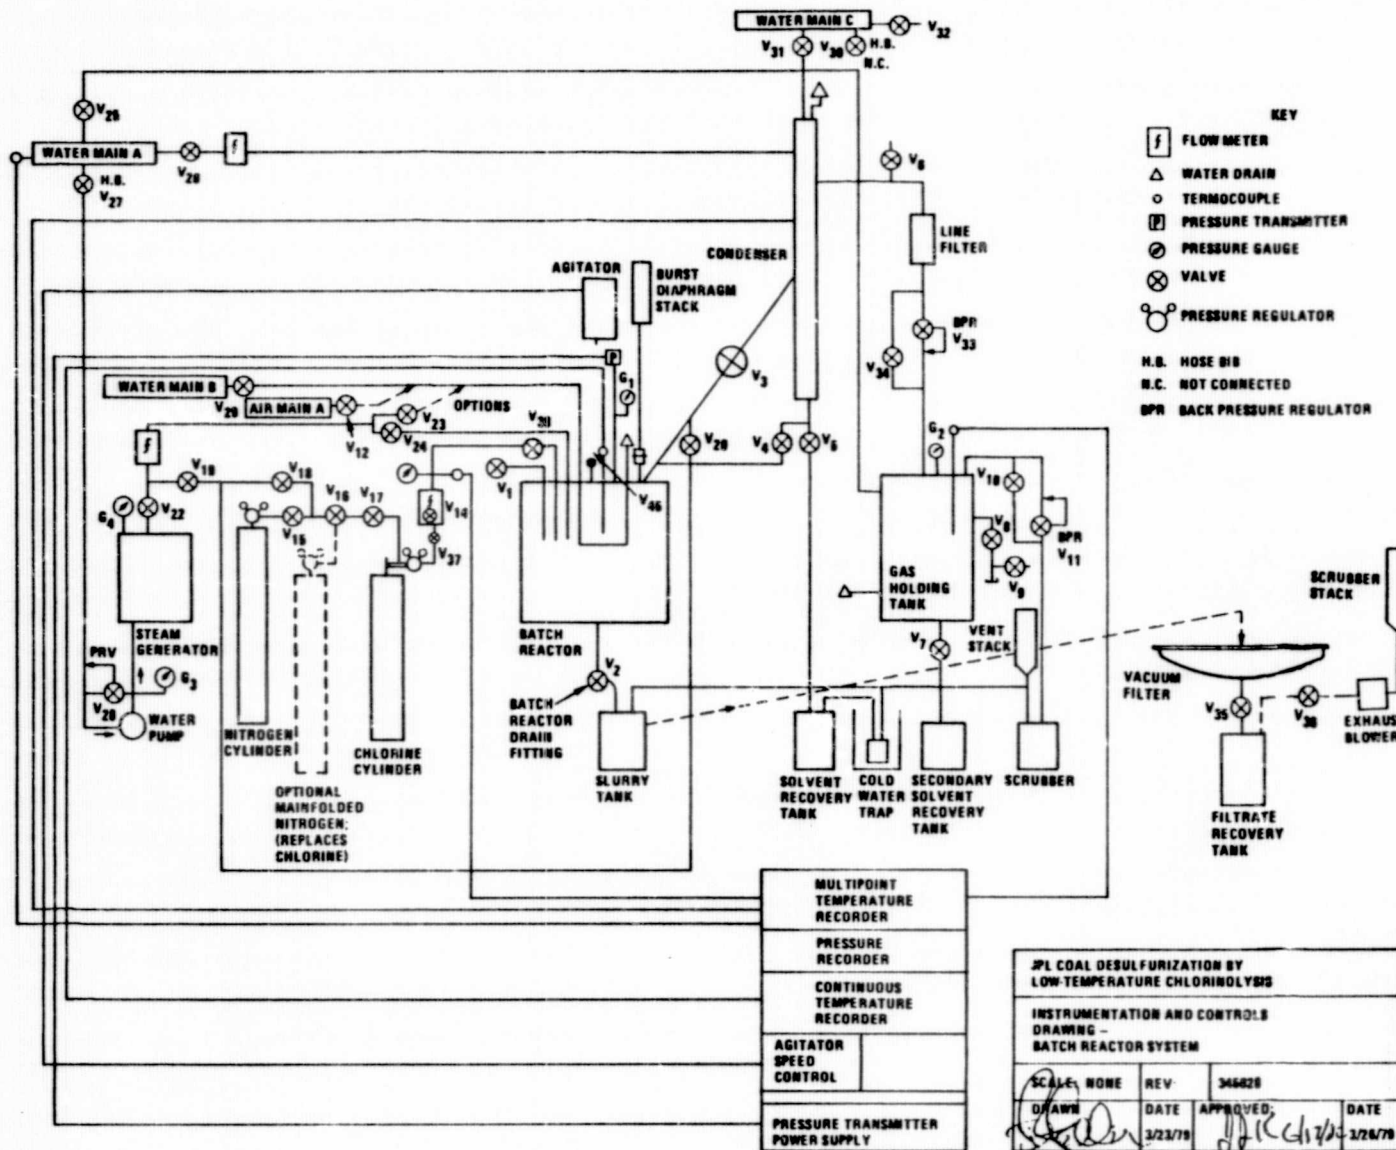 WATER MAIN C
V32
V31
V30
H.B.
N.C.
V25
WATER MAIN A
V26
H.B.
V27
V6
LINE
FILTER
CONDENSER
AGITATOR
BURST
DIAPHRAGM
STACK
BPR
V33
V34
V3
P
G1
WATER MAIN B
V29
AIR MAIN A
V12
V23
OPTIONS
V24
V20
V4
V5
G2
V19
V18
V16
V17
V1
V14
V10
V8
BPR
V11
G4
V22
V15
V37
V9
GAS
HOLDING
TANK
SCRUBBER
STACK
STEAM
GENERATOR
BATCH
REACTOR
V7
VENT
STACK
PRV
G3
V2
VACUUM
FILTER
V28
WATER
PUMP
BATCH
REACTOR
DRAIN
FITTING
V35
V36
EXHAUS
BLOWER
NITROGEN
CYLINDER
CHLORINE
CYLINDER
SLURRY
TANK
SOLVENT
RECOVERY
TANK
COLD
WATER
TRAP
SECONDARY
SOLVENT
RECOVERY
TANK
SCRUBBER
OPTIONAL
MAINFOLDED
NITROGEN;
(REPLACES
CHLORINE)
FILTRATE
RECOVERY
TANK
KEY
FLOW METER
WATER DRAIN
TERMOCOUPLE
P PRESSURE TRANSMITTER
PRESSURE GAUGE
VALVE
PRESSURE REGULATOR
H.B. HOSE BIB
N.C. NOT CONNECTED
BPR BACK PRESSURE REGULATOR
MULTIPOINT
TEMPERATURE
RECORDER
PRESSURE
RECORDER
CONTINUOUS
TEMPERATURE
RECORDER
AGITATOR
SPEED
CONTROL
PRESSURE TRANSMITTER
POWER SUPPLY
JPL COAL DESULFURIZATION BY
LOW-TEMPERATURE CHLORINOLYSIS
INSTRUMENTATION AND CONTROLS
DRAWING –
BATCH REACTOR SYSTEM
SCALE: NONE REV
DRAWN DATE APPROVED: DATE
3/23/79 3/26/79